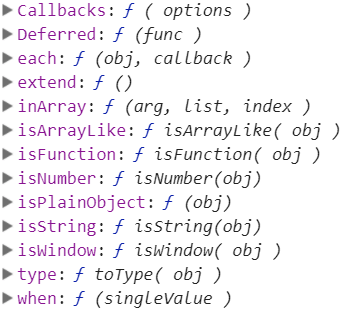 Callbacks: ƒ ( options )
Deferred: ƒ (func )
each: ƒ (obj, callback )
extend: ƒ ()
inArray: ƒ (arg, list, index )
isArrayLike: ƒ isArrayLike( obj )
isFunction: ƒ isFunction( obj )
isNumber: ƒ isNumber(obj)
isPlainObject: ƒ (obj)
isString: ƒ isString(obj)
isWindow: ƒ isWindow( obj )
type: ƒ toType( obj )
when: ƒ (singleValue )